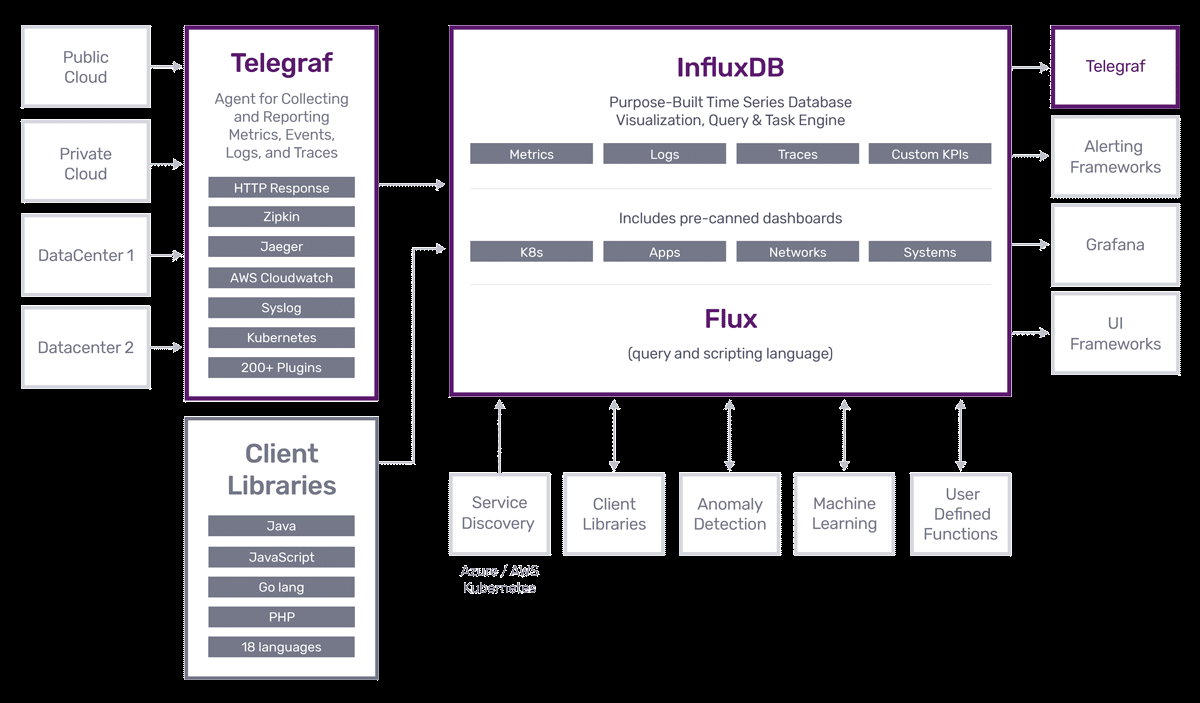 Public
Cloud
Private
Cloud
DataCenter 1
Datacenter 2
Telegraf
Agent for Collecting
and Reporting
Metrics, Events,
Logs, and Traces
HTTP Response
Zipkin
Jaeger
AWS Cloudwatch
Syslog
Kubernetes
200+ Plugins
Client
Libraries
Java
JavaScript
Go lang
PHP
18 languages
InfluxDB
Purpose-Built Time Series Database
Visualization, Query & Task Engine
Metrics
Logs
Traces
Custom KPIs
Includes pre-canned dashboards
K8s
Apps
Networks
Systems
Flux
(query and scripting language)
Service
Discovery
Azure / AWS
Kubernetes
Client
Libraries
Anomaly
Detection
Machine
Learning
User
Defined
Functions
Telegraf
Alerting
Frameworks
Grafana
UI
Frameworks